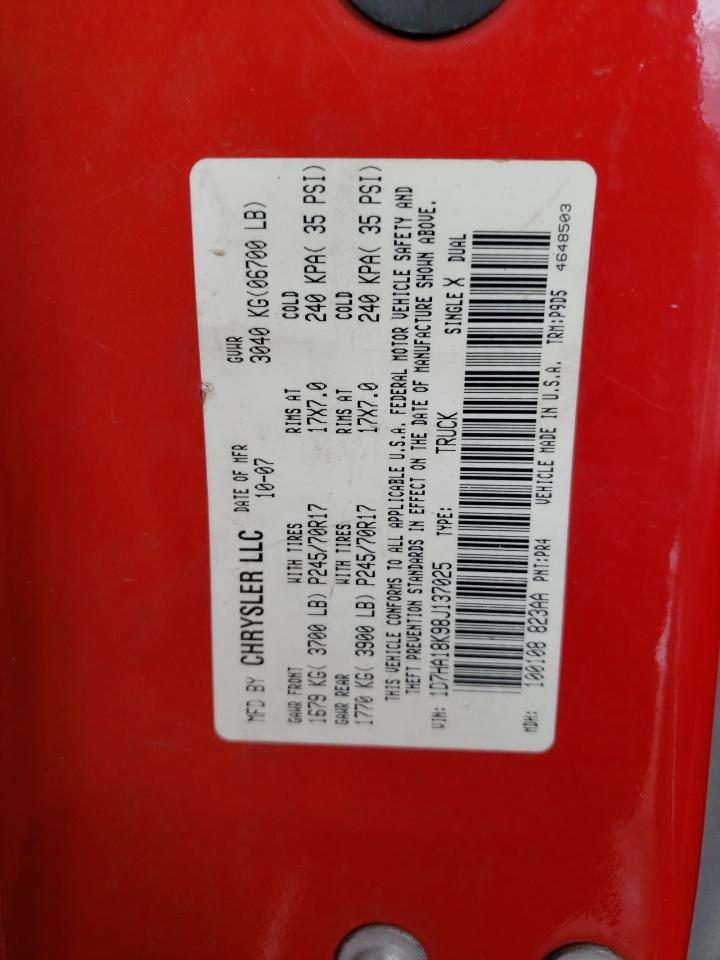 MFD BY CHRYSLER LLC DATE OF MFR GVWR
10-07 3040 KG(06700 LB)
GAWR FRONT WITH TIRES RIMS AT COLD
1679 KG( 3700 LB) P245/70R17 17X7.0 240 KPA( 35 PSI)
GAWR REAR WITH TIRES RIMS AT COLD
1770 KG( 3900 LB) P245/70R17 17X7.0 240 KPA( 35 PSI)
THIS VEHICLE CONFORMS TO ALL APPLICABLE U.S.A. FEDERAL MOTOR VEHICLE SAFETY AND
THEFT PREVENTION STANDARDS IN EFFECT ON THE DATE OF MANUFACTURE SHOWN ABOVE.
VIN: 1D7HA18K98J137025 TYPE: TRUCK SINGLE X DUAL
MDH: 100108 823AA PNT:PR4 VEHICLE MADE IN U.S.A. TRM:P9D5 4648503